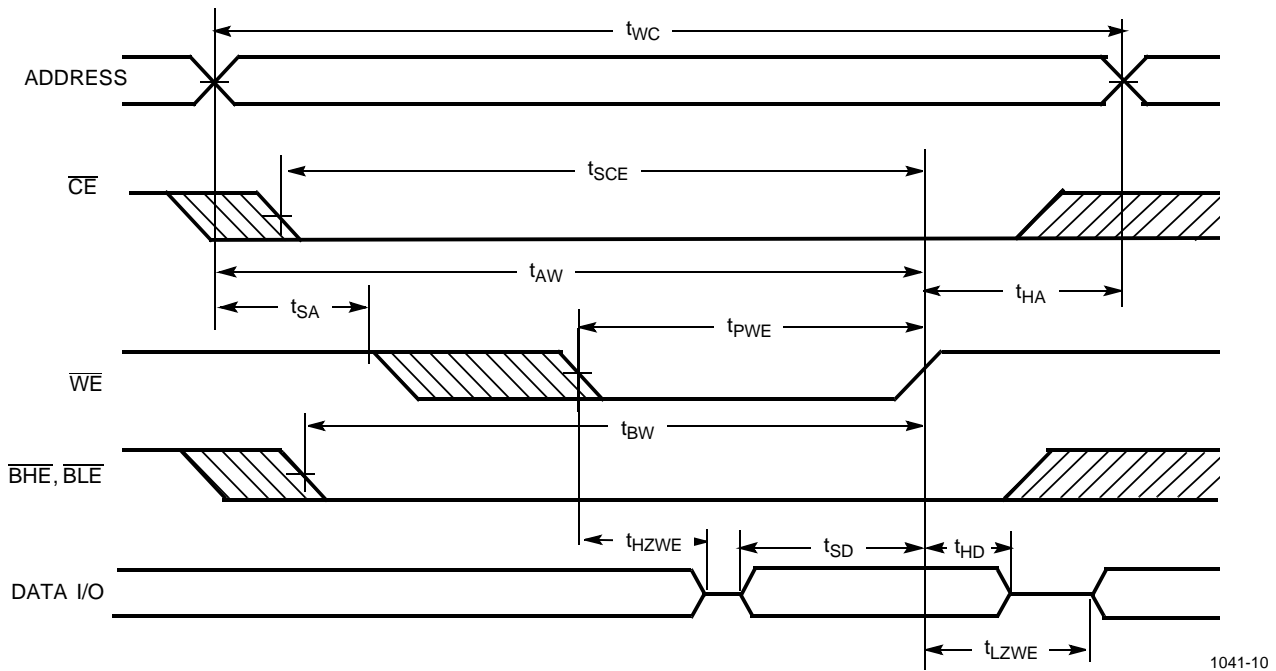 tWC
ADDRESS
tSCE
CE
tAW
tSA
tHA
tPWE
WE
tBW
BHE, BLE
tHZWE
tSD
tHD
DATA I/O
tLZWE
1041-10